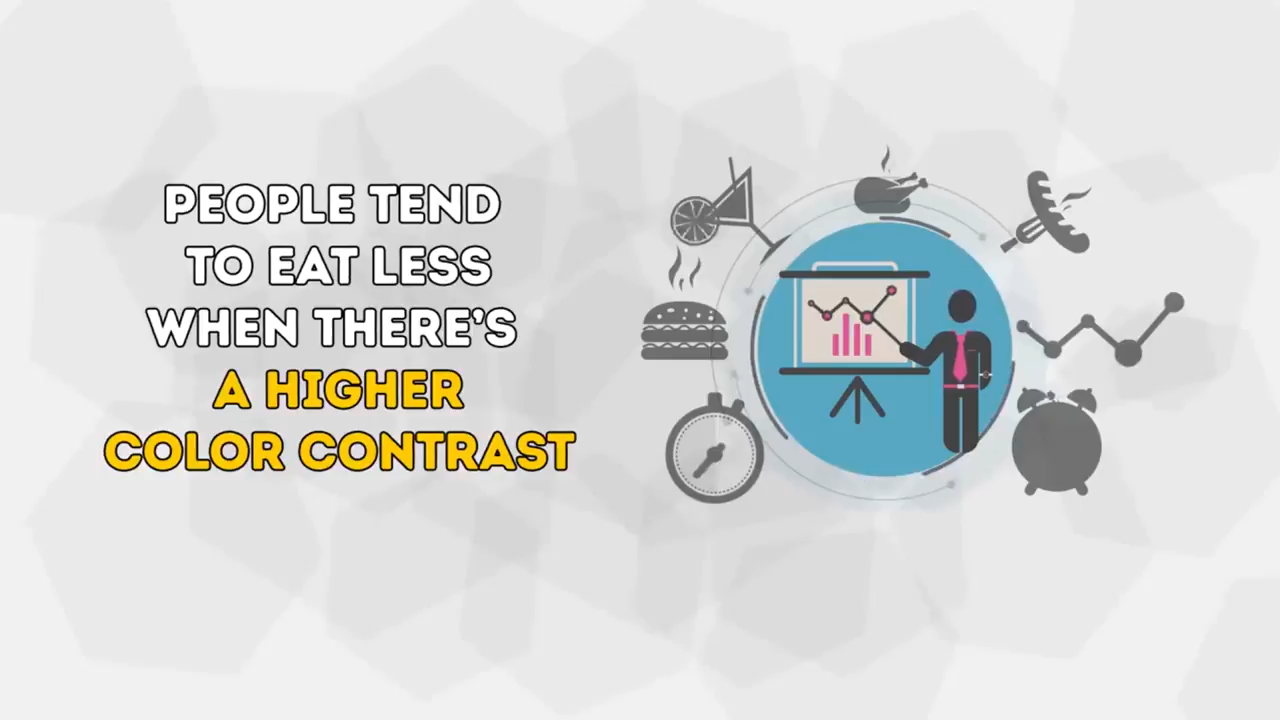 PEOPLE TEND
TO EAT LESS
WHEN THERE'S
A HIGHER
COLOR CONTRAST